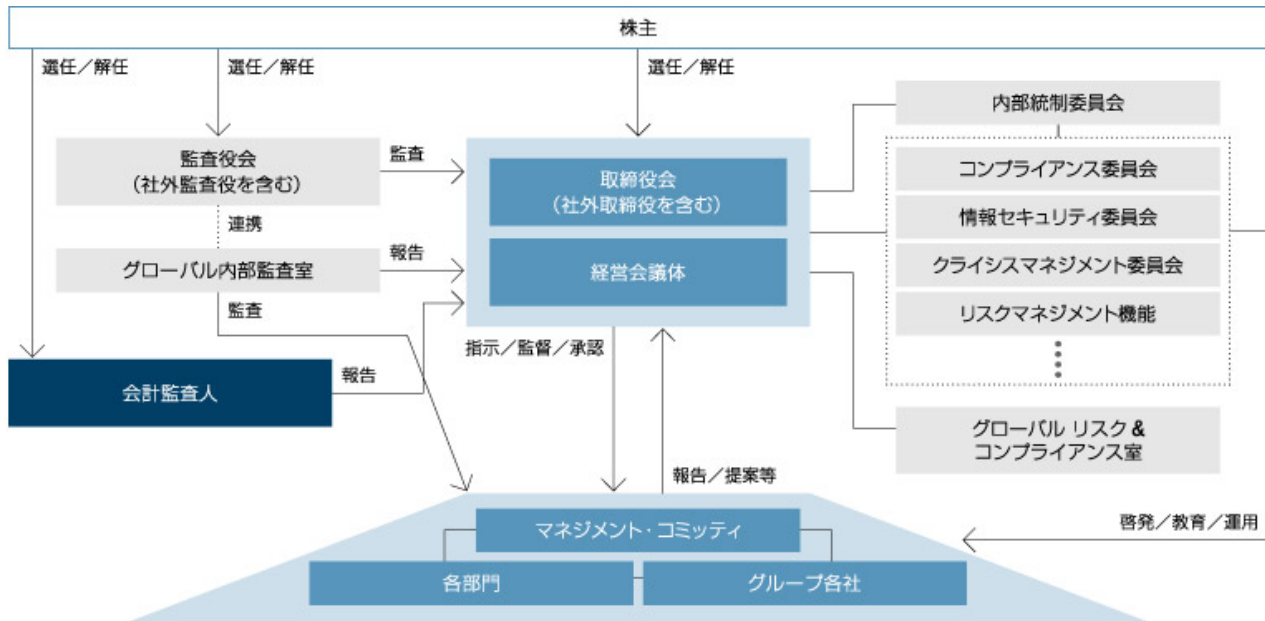 株主
選任／解任
選任／解任
選任／解任
内部統制委員会
監査役会
（社外監査役を含む）
監査
取締役会
（社外取締役を含む）
コンプライアンス委員会
情報セキュリティ委員会
連携
グローバル内部監査室
報告
経営会議体
クライシスマネジメント委員会
リスクマネジメント機能
監査
指示／監督／承認
会計監査人
報告
グローバル リスク &
コンプライアンス室
報告／提案等
マネジメント・コミッティ
啓発／教育／運用
各部門
グループ各社